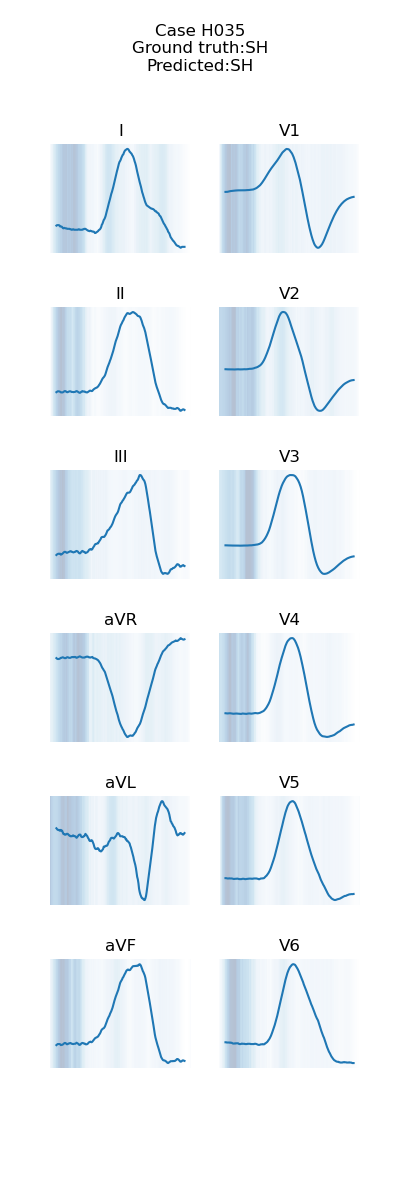 Case H035
Ground truth:SH
Predicted:SH
I
V1
II
V2
III
V3
aVR
V4
aVL
V5
aVF
V6